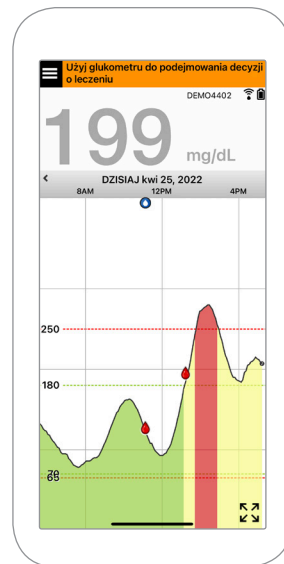 Użyj glukometru do podejmowania decyzji
o leczeniu
DEMO4402
199 mg/dL
DZISIAJ kwi 25, 2022
8AM 12PM 4PM
250
180
70
65